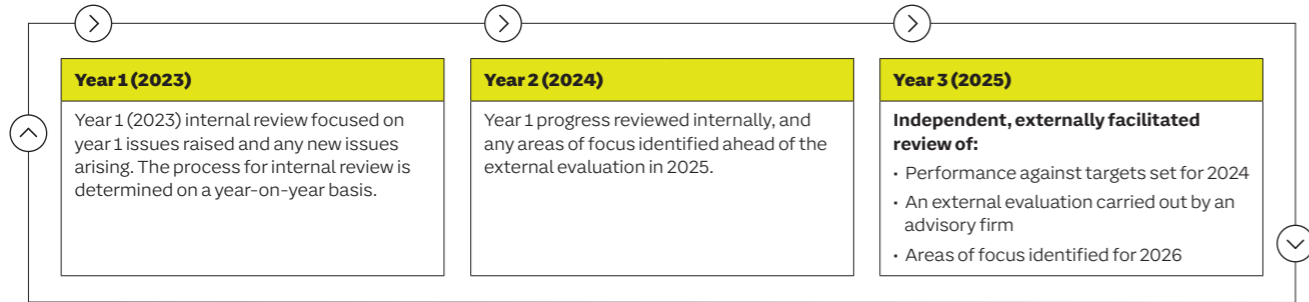 Year 1 (2023)
Year 1 (2023) internal review focused on
year 1 issues raised and any new issues
arising. The process for internal review is
determined on a year-on-year basis.
Year 2 (2024)
Year 1 progress reviewed internally, and
any areas of focus identified ahead of the
external evaluation in 2025.
Year 3 (2025)
Independent, externally facilitated
review of:
• Performance against targets set for 2024
• An external evaluation carried out by an
advisory firm
• Areas of focus identified for 2026